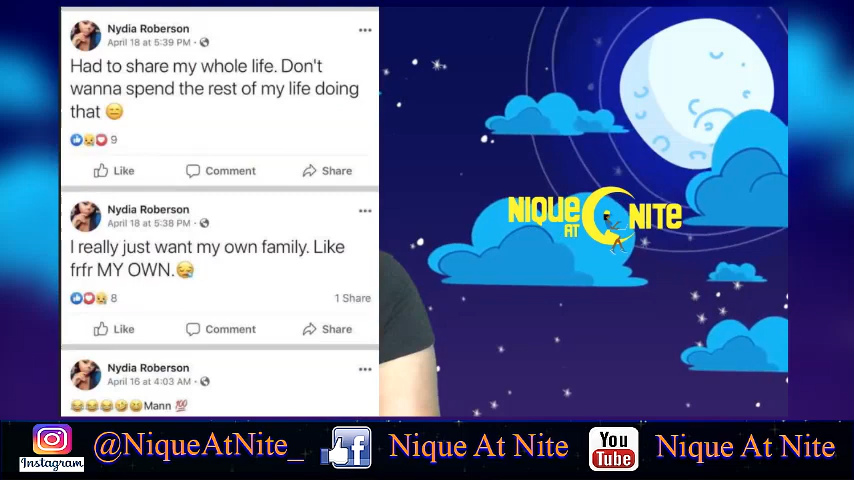 Nydia Roberson
April 18 at 5:39 PM
Had to share my whole life. Don't
wanna spend the rest of my life doing
that 😑
9
Like Comment Share
Nydia Roberson
April 18 at 5:38 PM
I really just want my own family. Like
frfr MY OWN.😪
8 1 Share
Like Comment Share
Nydia Roberson
April 16 at 4:03 AM
😂😂😂🤣😆Mann 💯
NIQUE AT NITE
Instagram @NiqueAtNite_ f Nique At Nite You Tube Nique At Nite